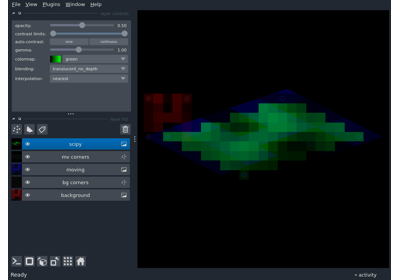 File View Plugins Window Help
opacity: 0.50
contrast limits:
auto-contrast: once continuous
gamma: 1.00
colormap: green
blending: translucent_no_depth
interpolation: nearest
scipy
mv corners
moving
bg corners
background
Ready
activity